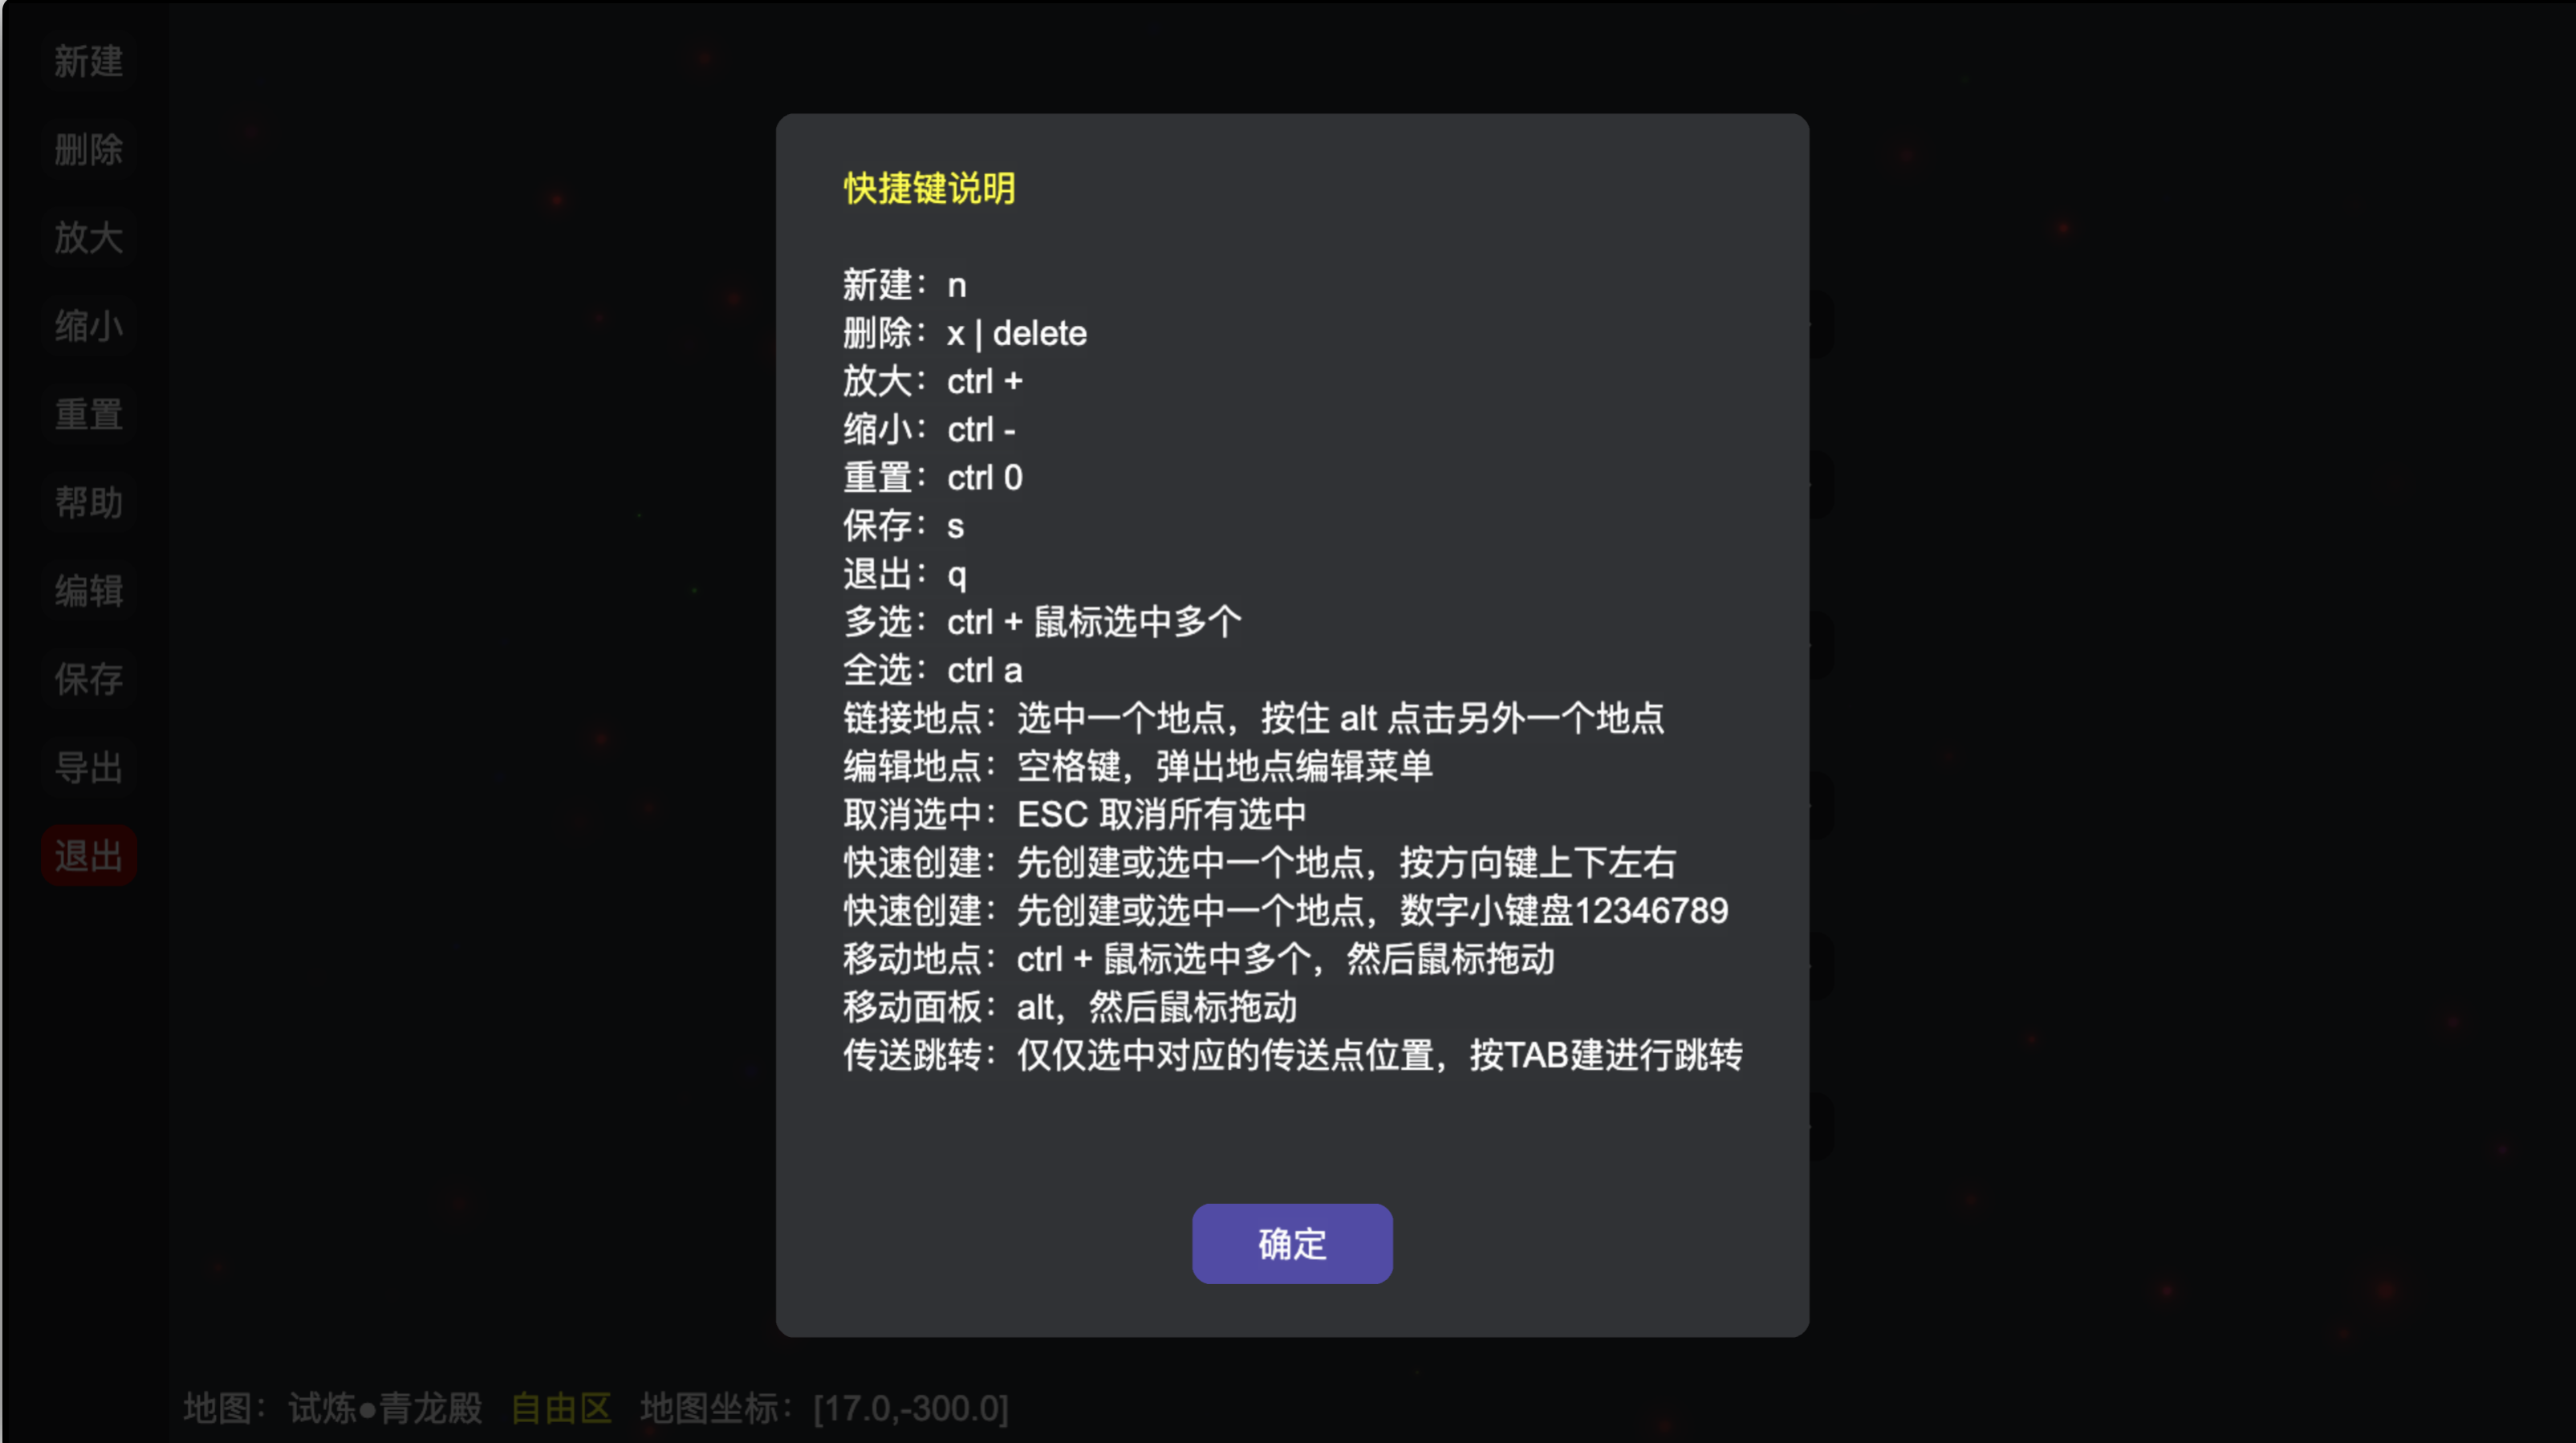 新建
删除
放大
缩小
重置
帮助
编辑
保存
导出
退出
快捷键说明
新建：n
删除：x | delete
放大：ctrl +
缩小：ctrl -
重置：ctrl 0
保存：s
退出：q
多选：ctrl + 鼠标选中多个
全选：ctrl a
链接地点：选中一个地点，按住 alt 点击另外一个地点
编辑地点：空格键，弹出地点编辑菜单
取消选中：ESC 取消所有选中
快速创建：先创建或选中一个地点，按方向键上下左右
快速创建：先创建或选中一个地点，数字小键盘12346789
移动地点：ctrl + 鼠标选中多个，然后鼠标拖动
移动面板：alt，然后鼠标拖动
传送跳转：仅仅选中对应的传送点位置，按TAB建进行跳转
确定
地图：试炼●青龙殿 自由区 地图坐标：[17.0,-300.0]